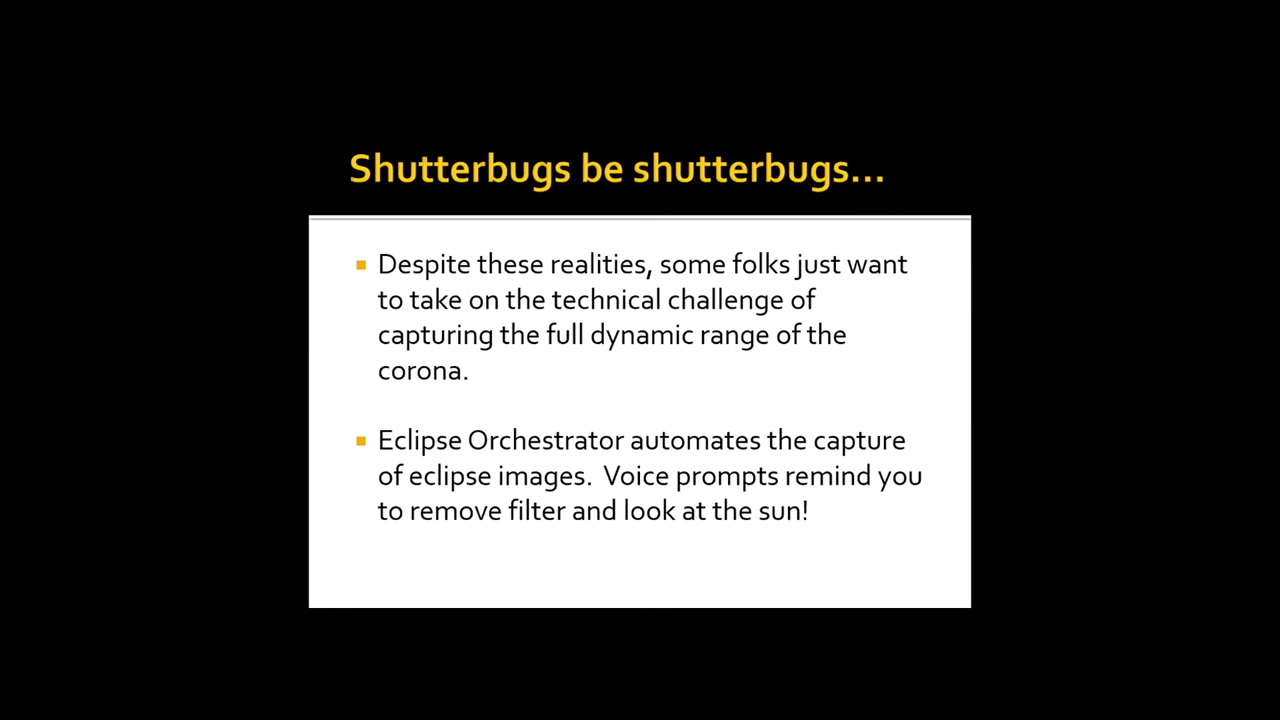 Shutterbugs be shutterbugs...
Despite these realities, some folks just want
to take on the technical challenge of
capturing the full dynamic range of the
corona.
Eclipse Orchestrator automates the capture
of eclipse images.  Voice prompts remind you
to remove filter and look at the sun!